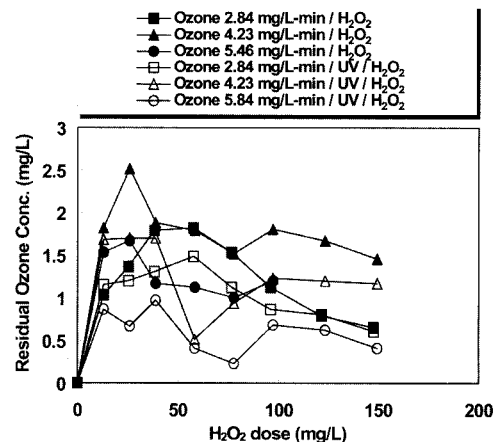 Ozone 2.84 mg/L-min / H₂O₂
Ozone 4.23 mg/L-min / H₂O₂
Ozone 5.46 mg/L-min / H₂O₂
Ozone 2.84 mg/L-min / UV / H₂O₂
Ozone 4.23 mg/L-min / UV / H₂O₂
Ozone 5.84 mg/L-min / UV / H₂O₂
Residual Ozone Conc. (mg/L)
3
2.5
2
1.5
1
0.5
0
0 50 100 150 200
H₂O₂ dose (mg/L)